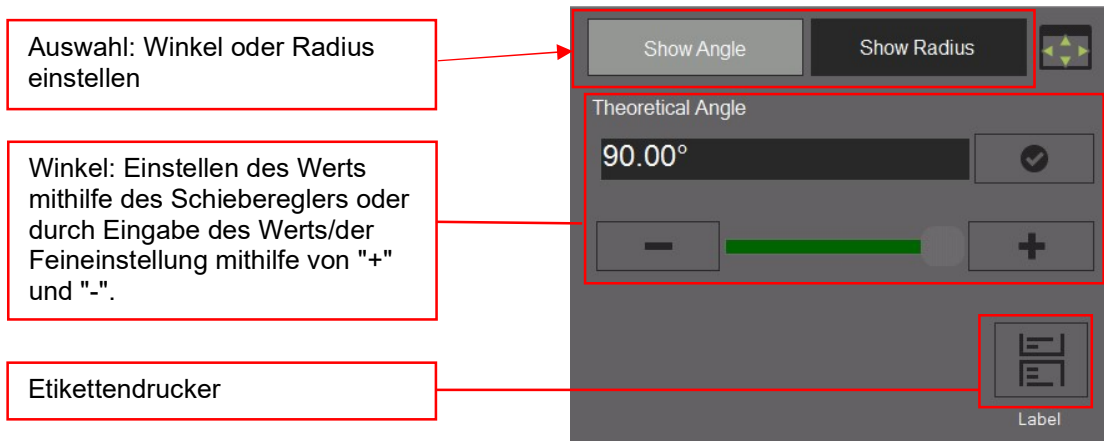 Auswahl: Winkel oder Radius
einstellen
Show Angle
Show Radius
Theoretical Angle
90.00°
Winkel: Einstellen des Werts
mithilfe des Schiebereglers oder
durch Eingabe des Werts/der
Feineinstellung mithilfe von "+"
und "-".
Etikettendrucker
Label